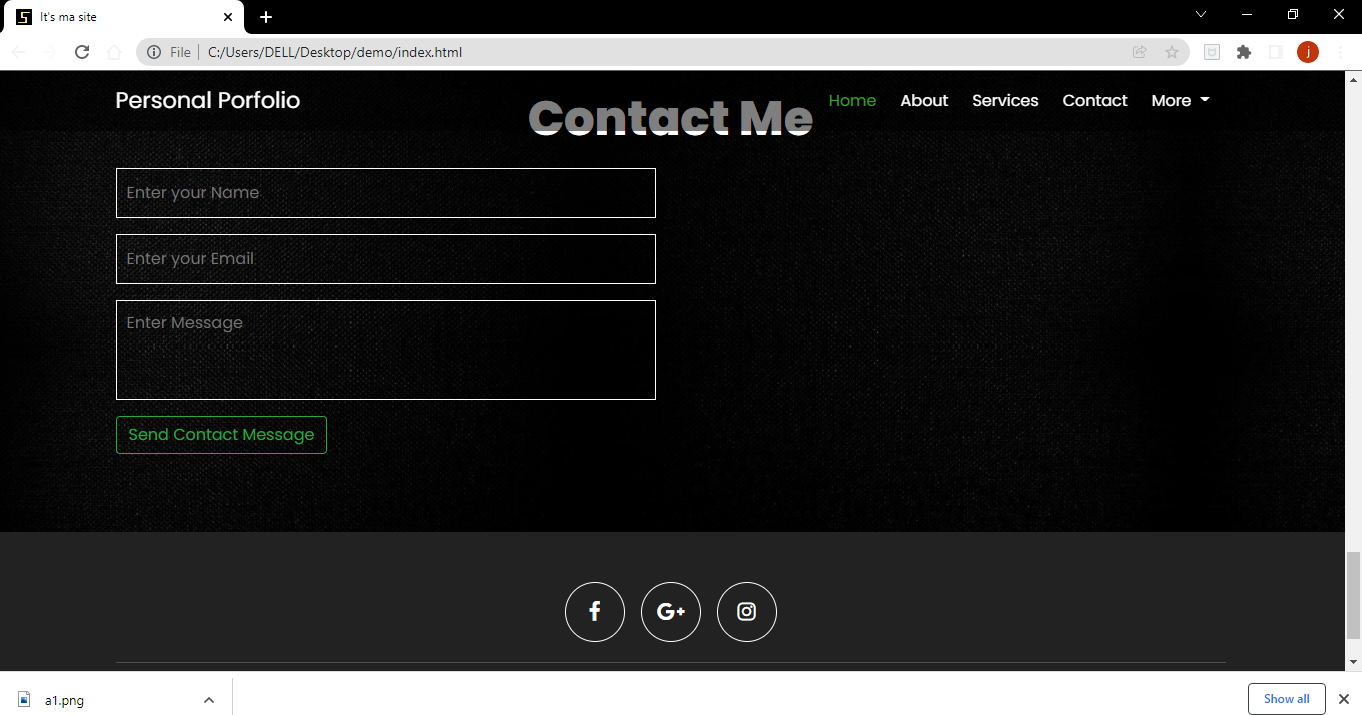 It's ma site
File C:/Users/DELL/Desktop/demo/index.html
j
Personal Porfolio
Contact Me
Home About Services Contact More
Enter your Name
Enter your Email
Enter Message
Send Contact Message
f G+
a1.png
Show all